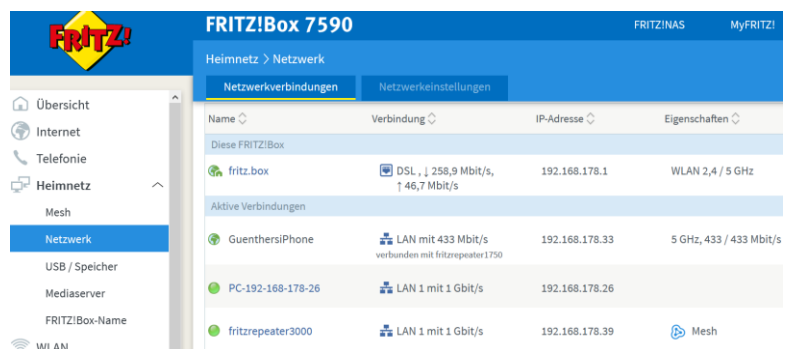 FRITZ!
FRITZ!Box 7590
FRITZ!NAS
MyFRITZ!
Heimnetz > Netzwerk
Netzwerkverbindungen
Netzwerkeinstellungen
Übersicht
Internet
Telefonie
Heimnetz
Mesh
Netzwerk
USB / Speicher
Mediaserver
FRITZ!Box-Name
WLAN
Name Verbindung IP-Adresse Eigenschaften
Diese FRITZ!Box
fritz.box DSL , ↓ 258,9 Mbit/s, 192.168.178.1 WLAN 2,4 / 5 GHz
↑ 46,7 Mbit/s
Aktive Verbindungen
GuenthersiPhone LAN mit 433 Mbit/s 192.168.178.33 5 GHz, 433 / 433 Mbit/s
verbunden mit fritzrepeater1750
PC-192-168-178-26 LAN 1 mit 1 Gbit/s 192.168.178.26
fritzrepeater3000 LAN 1 mit 1 Gbit/s 192.168.178.39 Mesh